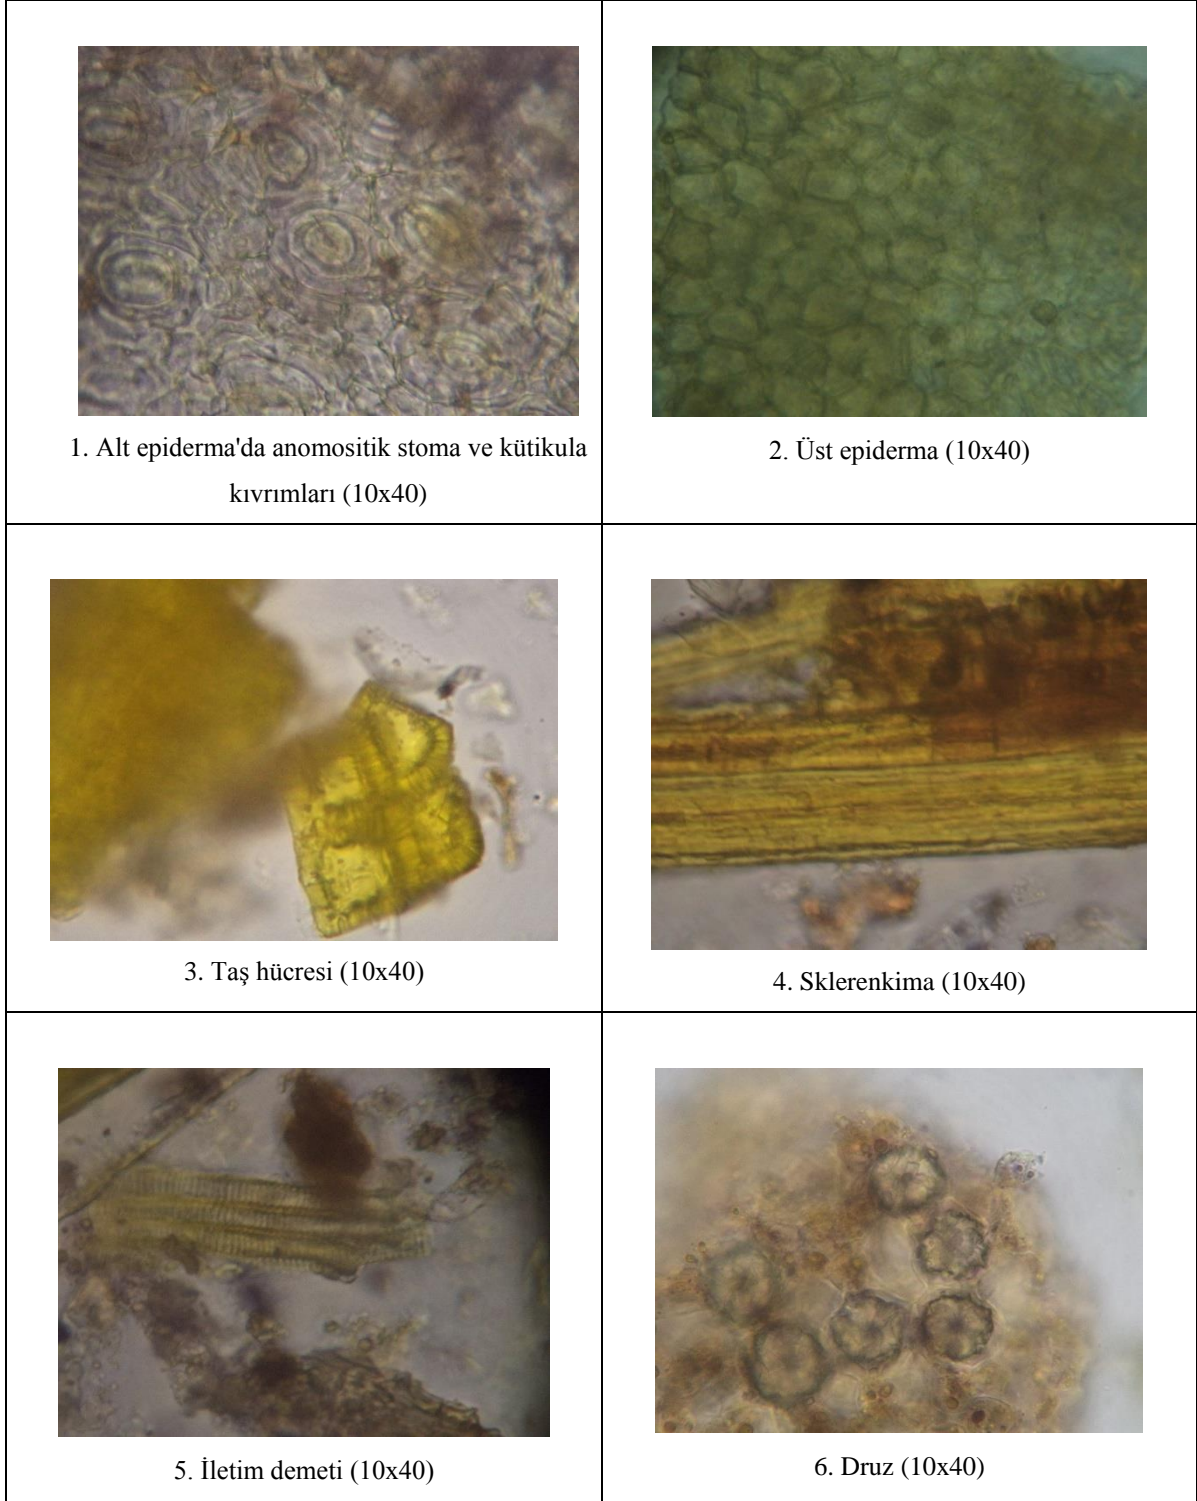 1. Alt epiderma'da anomositik stoma ve kütikula
kıvrımları (10x40)
2. Üst epiderma (10x40)
3. Taş hücresi (10x40)
4. Sklerenkima (10x40)
5. İletim demeti (10x40)
6. Druz (10x40)